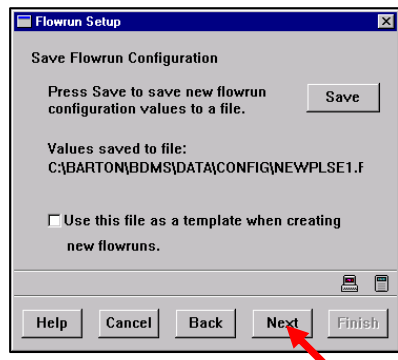 Flowrun Setup
Save Flowrun Configuration
Press Save to save new flowrun
configuration values to a file.
Save
Values saved to file:
C:\BARTON\BDMS\DATA\CONFIG\NEWPLSE1.F
Use this file as a template when creating
new flowruns.
Help Cancel Back Next Finish